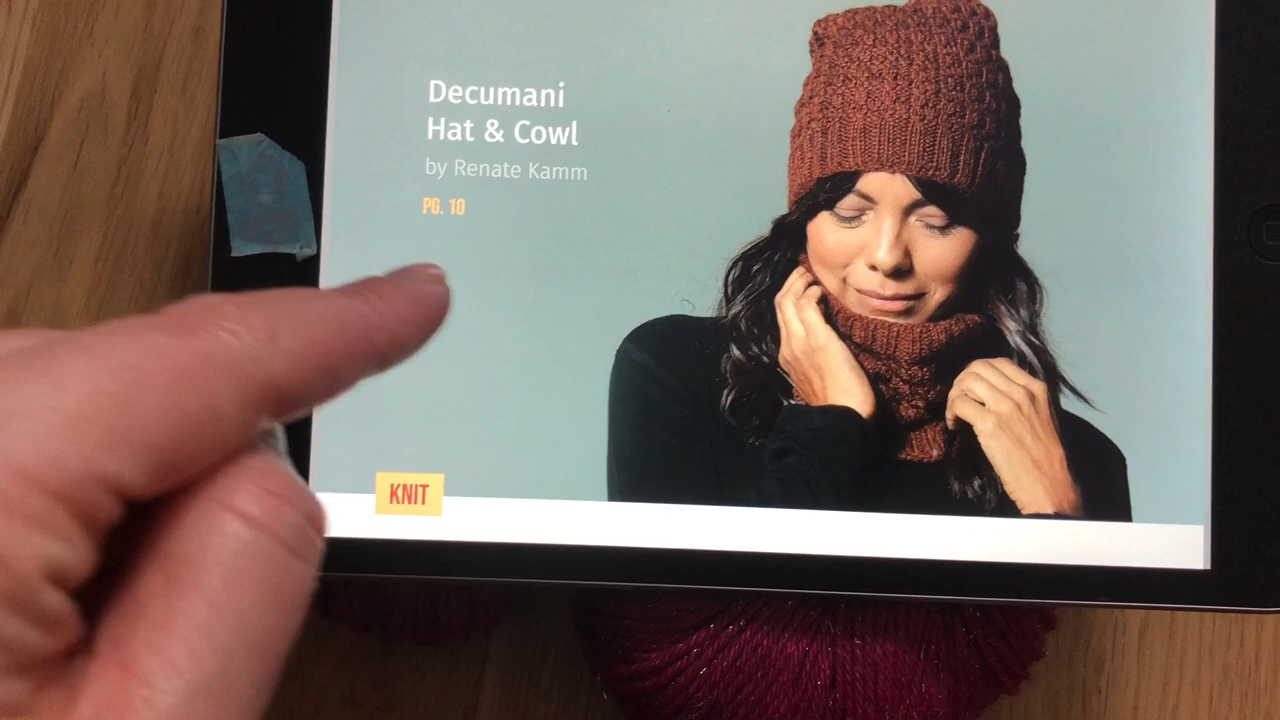 Decumani
Hat & Cowl
by Renate Kamm
PG. 10
KNIT